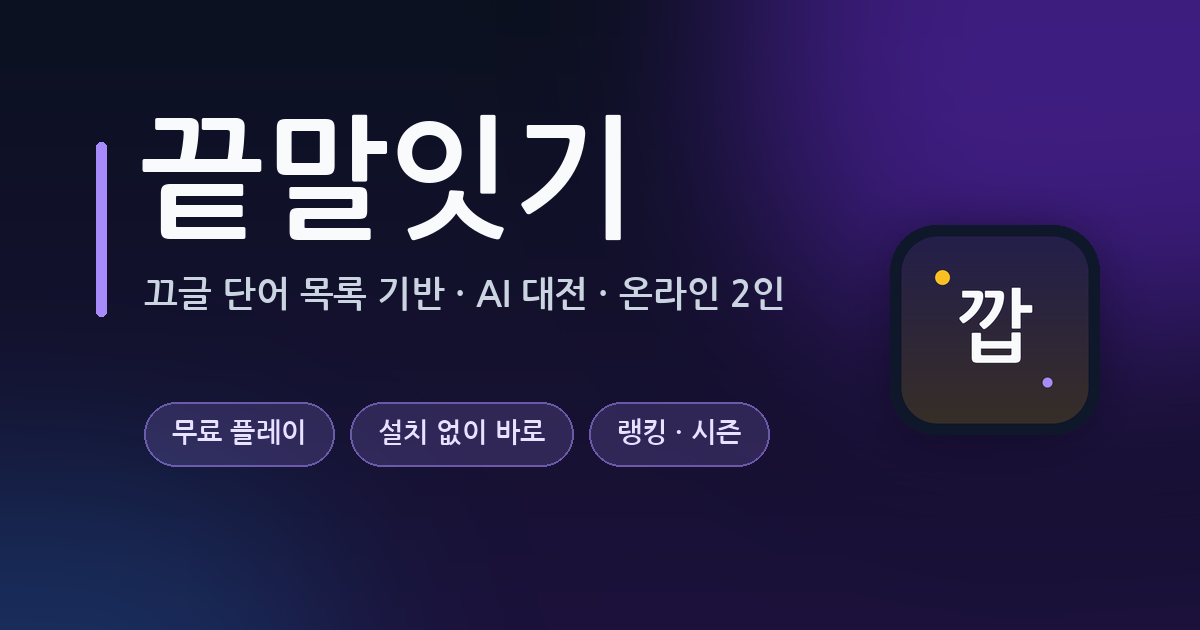 끝말잇기
끄글 단어 목록 기반 · AI 대전 · 온라인 2인
깝
무료 플레이
설치 없이 바로
랭킹 · 시즌